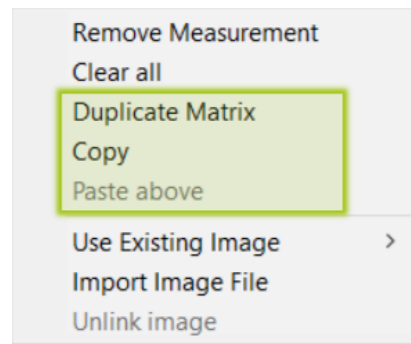 Remove Measurement
Clear all
Duplicate Matrix
Copy
Paste above
Use Existing Image
Import Image File
Unlink image